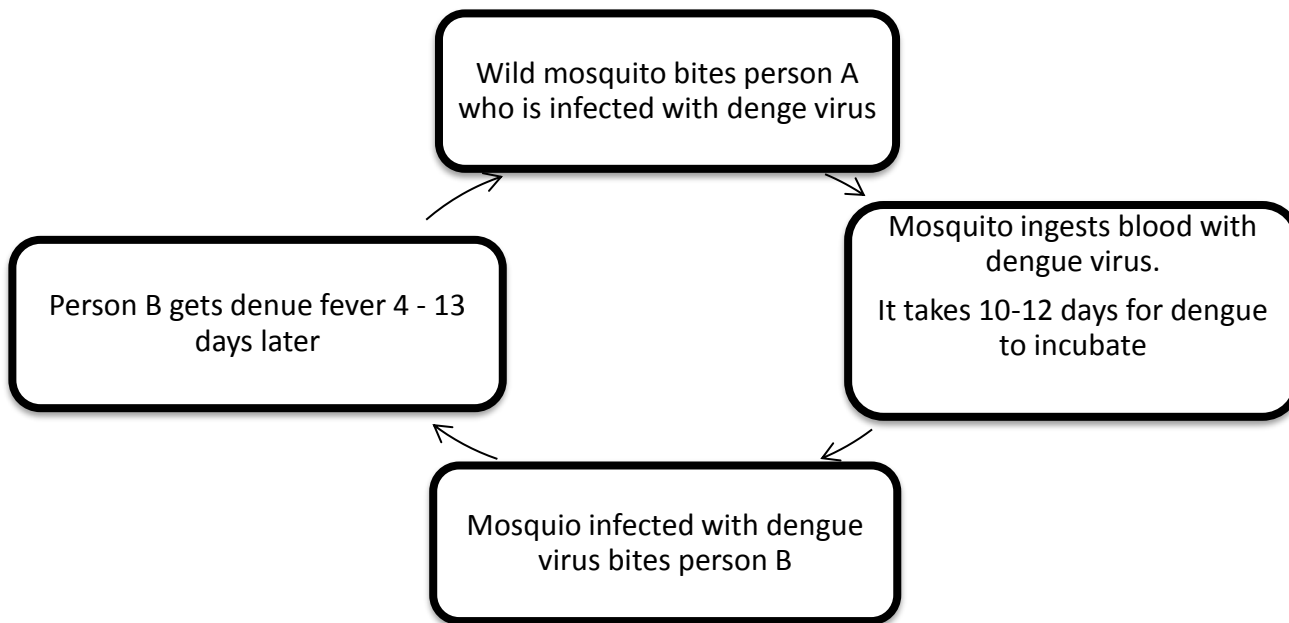 Wild mosquito bites person A
who is infected with denge virus
Mosquito ingests blood with
dengue virus.
It takes 10-12 days for dengue
to incubate
Mosquio infected with dengue
virus bites person B
Person B gets denue fever 4 - 13
days later